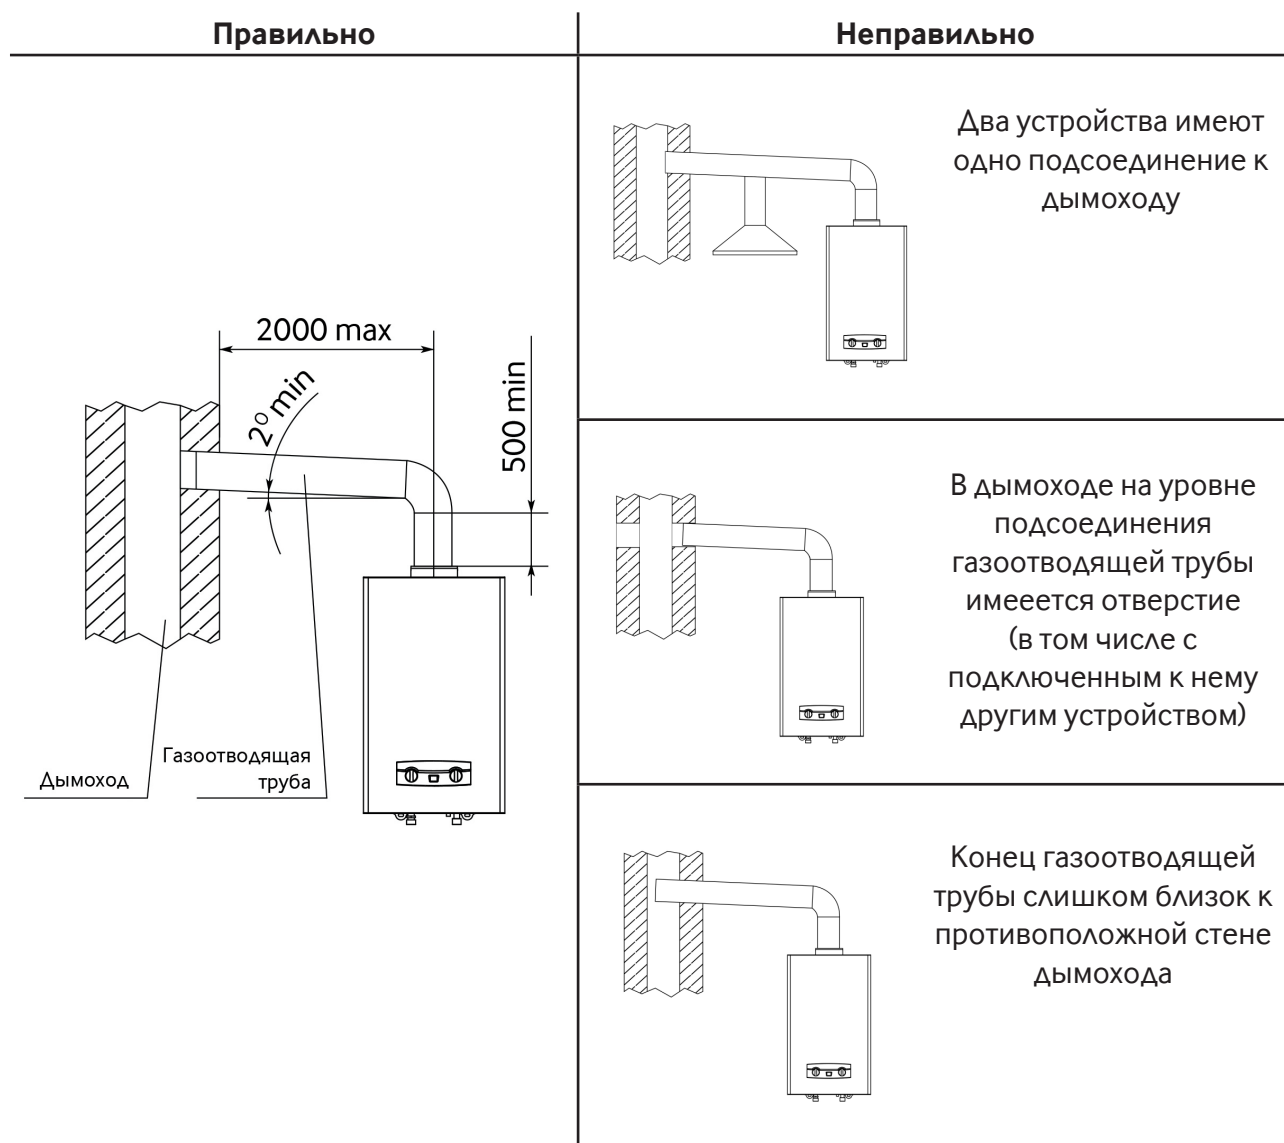 Правильно
Неправильно
2000 max
2° min
500 min
Дымоход
Газоотводящая
труба
Два устройства имеют
одно подсоединение к
дымоходу
В дымоходе на уровне
подсоединения
газоотводящей трубы
имееется отверстие
(в том числе с
подключенным к нему
другим устройством)
Конец газоотводящей
трубы слишком близок к
противоположной стене
дымохода